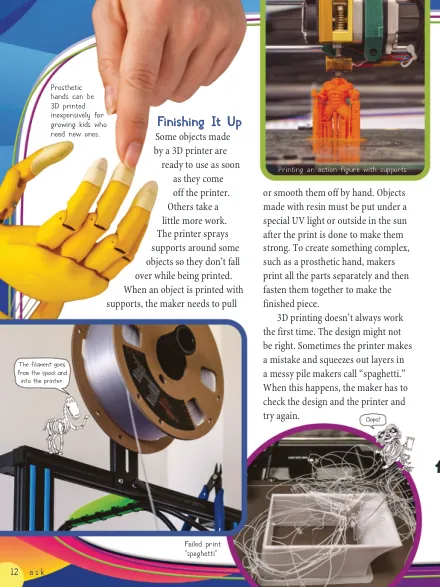 Prosthetic
hands can be
3D printed
inexpensively for
growing kids who
need new ones.
Finishing It Up
Some objects made
by a 3D printer are
ready to use as soon
as they come
off the printer.
Others take a
little more work.
The printer sprays
supports around some
objects so they don't fall
over while being printed.
When an object is printed with
supports, the maker needs to pull
Printing an action figure with supports
or smooth them off by hand. Objects
made with resin must be put under a
special UV light or outside in the sun
after the print is done to make them
strong. To create something complex,
such as a prosthetic hand, makers
print all the parts separately and then
fasten them together to make the
finished piece.
3D printing doesn't always work
the first time. The design might not
be right. Sometimes the printer makes
a mistake and squeezes out layers in
a messy pile makers call “spaghetti.”
When this happens, the maker has to
check the design and the printer and
try again.
The filament goes
from the spool and
into the printer.
Oops!
Failed print
"spaghetti"
12 ask
f